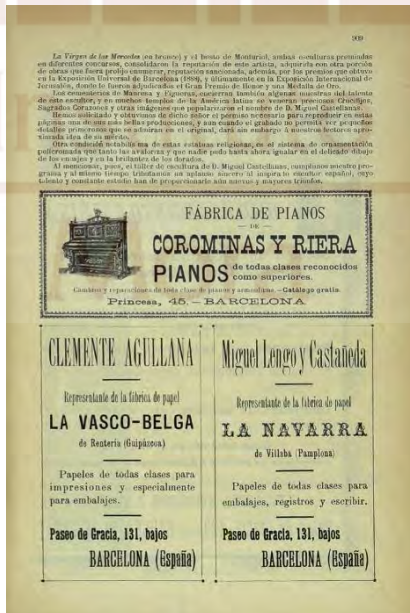 909
La Virgen de las Mercedes (en bronce) y el busto de Monturiol, ambas esculturas premiadas
en diferentes concursos, consolidaron la reputación de este artista, adquirida con otra porción
de obras que fuera prolijo enumerar, reputación sancionada, además, por los premios que obtuvo
en la Exposición Universal de Barcelona (1888), y últimamente en la Exposición Internacional de
Jerusalén, donde le fueron adjudicados el Gran Premio de Honor y una Medalla de Oro.
Los cementerios de Manresa y Figueras, encierran también algunas muestras del talento
de este escultor, y en muchos templos de la América latina se veneran preciosos Crucifijos,
Sagrados Corazones y otras imágenes que popularizaron el nombre de D. Miguel Castellanas.
Hemos solicitado y obtuvimos de dicho señor el permiso necesario para reproducir en estas
páginas una de sus más bellas producciones, y aun cuando el grabado no permita ver pequeños
detalles primorosos que se admiran en el original, dará sin embargo á nuestros lectores apro-
ximada idea de su mérito.
Otra condición notabilísima de estas estatuas religiosas, es el sistema de ornamentación
policromada que tanto las avalora y que nadie pudo hasta ahora igualar en el delicado dibujo
de los encajes y en la brillantez de los dorados.
Al mencionar, pues, el taller de escultura de D. Miguel Castellanas, cumplimos nuestro pro-
grama y al mismo tiempo tributamos un aplauso sincero al inspirado escultor español, cuyo
talento y constante estudio han de proporcionarle aún nuevos y mayores triunfos.
FÁBRICA DE PIANOS
— DE —
COROMINAS Y RIERA
PIANOS de todas clases reconocidos
como superiores.
Cambios y reparaciones de toda clase de pianos y armoniums.—Catálogo gratis.
Princesa, 45.—BARCELONA
CLEMENTE AGULLANA
Representante de la fábrica de papel
LA VASCO-BELGA
de Rentería (Guipúzcoa)
Papeles de todas clases para
impresiones y especialmente
para embalajes.
Paseo de Gracia, 131, bajos
BARCELONA (España)
Miguel Lengo y Castañeda
Representante de la fábrica de papel
LA NAVARRA
de Villaba (Pamplona)
Papeles de todas clases para
embalajes, registros y escribir.
Paseo de Gracia, 131, bajos
BARCELONA (España)